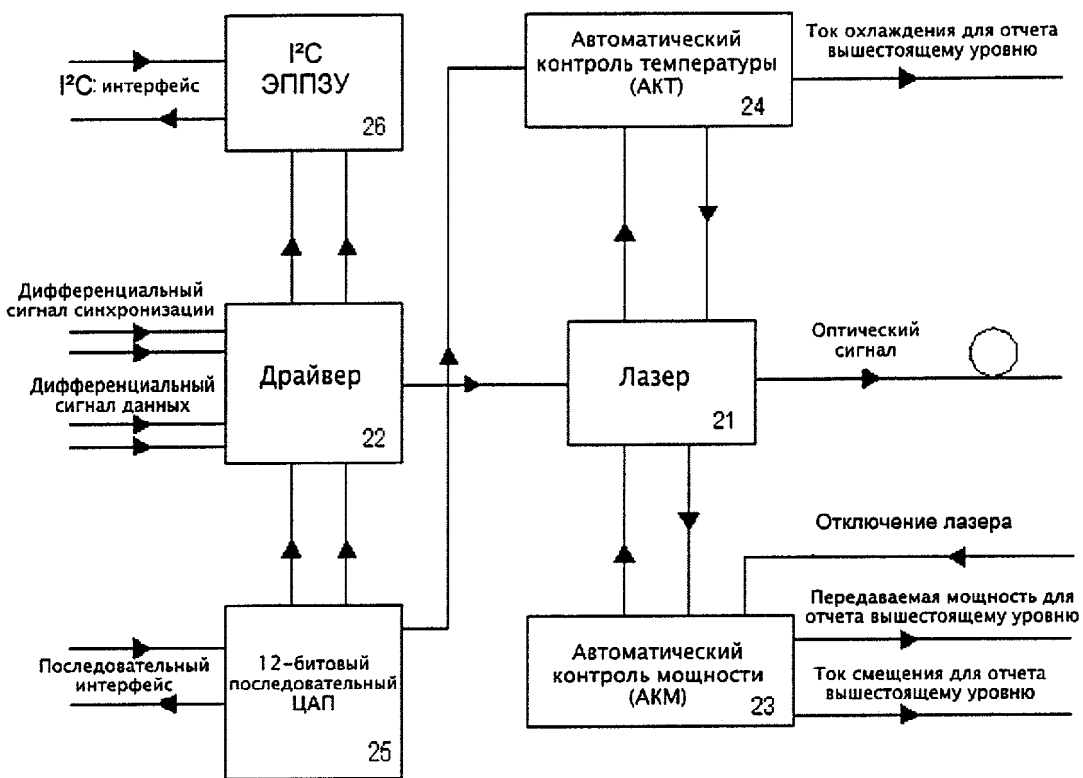 I²C
ЭППЗУ
26
I²C: интерфейс
Автоматический
контроль температуры
(АКТ)
24
Ток охлаждения для отчета
вышестоящему уровню
Дифференциальный
сигнал синхронизации
Дифференциальный
сигнал данных
Драйвер
22
Лазер
21
Оптический
сигнал
Отключение лазера
Передаваемая мощность для
отчета вышестоящему уровню
Ток смещения для отчета
вышестоящему уровню
Автоматический
контроль мощности
(АКМ)
23
Последовательный
интерфейс
12-битовый
последовательный
ЦАП
25